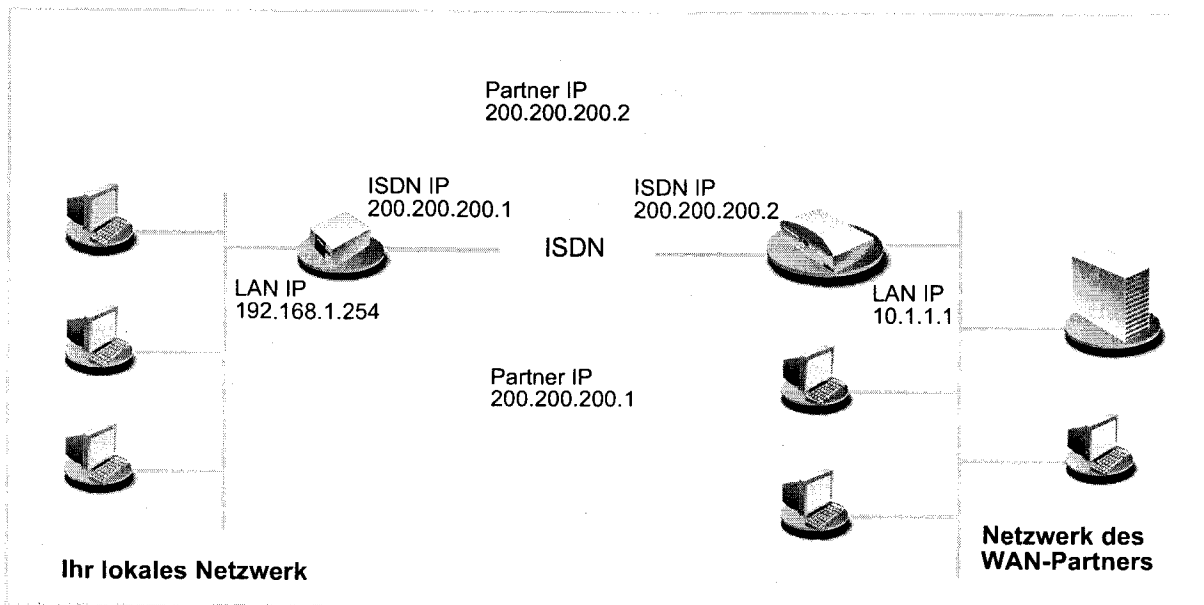 Partner IP
200.200.200.2
ISDN IP
200.200.200.1
ISDN IP
200.200.200.2
ISDN
LAN IP
192.168.1.254
LAN IP
10.1.1.1
Partner IP
200.200.200.1
Ihr lokales Netzwerk
Netzwerk des
WAN-Partners